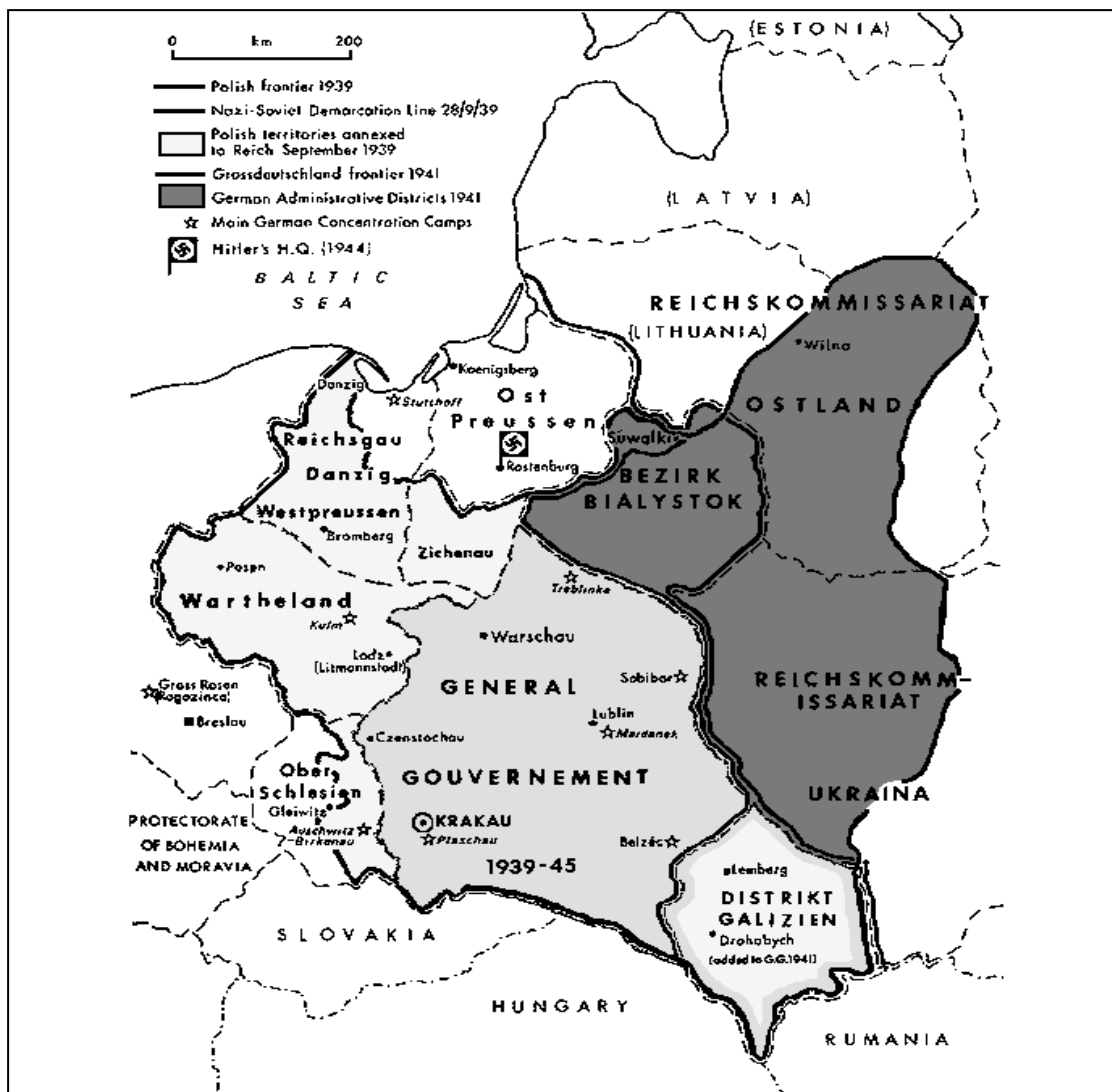 0 km 200
Polish frontier 1939
Nazi-Soviet Demarcation Line 28/9/39
Polish territories annexed
to Reich September 1939
Grossdeutschland frontier 1941
German Administrative Districts 1941
Main German Concentration Camps
Hitler's H.Q. (1944)
BALTIC
SEA
(ESTONIA)
(LATVIA)
REICHSKOMMISSARIAT
(LITHUANIA)
Wilno
OSTLAND
Koenigsberg
Danzig
Stutthoff
Ost
Preussen
Suwalki
Rastenburg
Reichsgau
Danzig
Westpreussen
Bromberg
BEZIRK
BIALYSTOK
Zichenau
Posen
Treblinka
Wartheland
Kulm
Warschau
Lodz
(Litmannstadt)
GENERAL
Sobibor
REICHSKOMM-
ISSARIAT
Gross Rosen
(Rogoznica)
Breslau
Lublin
Mardanek
Czenstochau
Ober
Schlesien
GOUVERNEMENT
UKRAINA
Gleiwitz
Auschwitz
Birkenau
KRAKAU
Plaschau
PROTECTORATE
OF BOHEMIA
AND MORAVIA
1939-45
Belzéc
Lemberg
DISTRIKT
GALIZIEN
Drohobych
(added to G.G. 1941)
SLOVAKIA
HUNGARY
RUMANIA